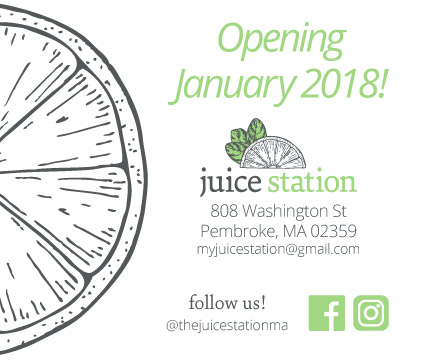 Opening
January 2018!
juice station
808 Washington St
Pembroke, MA 02359
myjuicestation@gmail.com
follow us!
@thejuicestationma